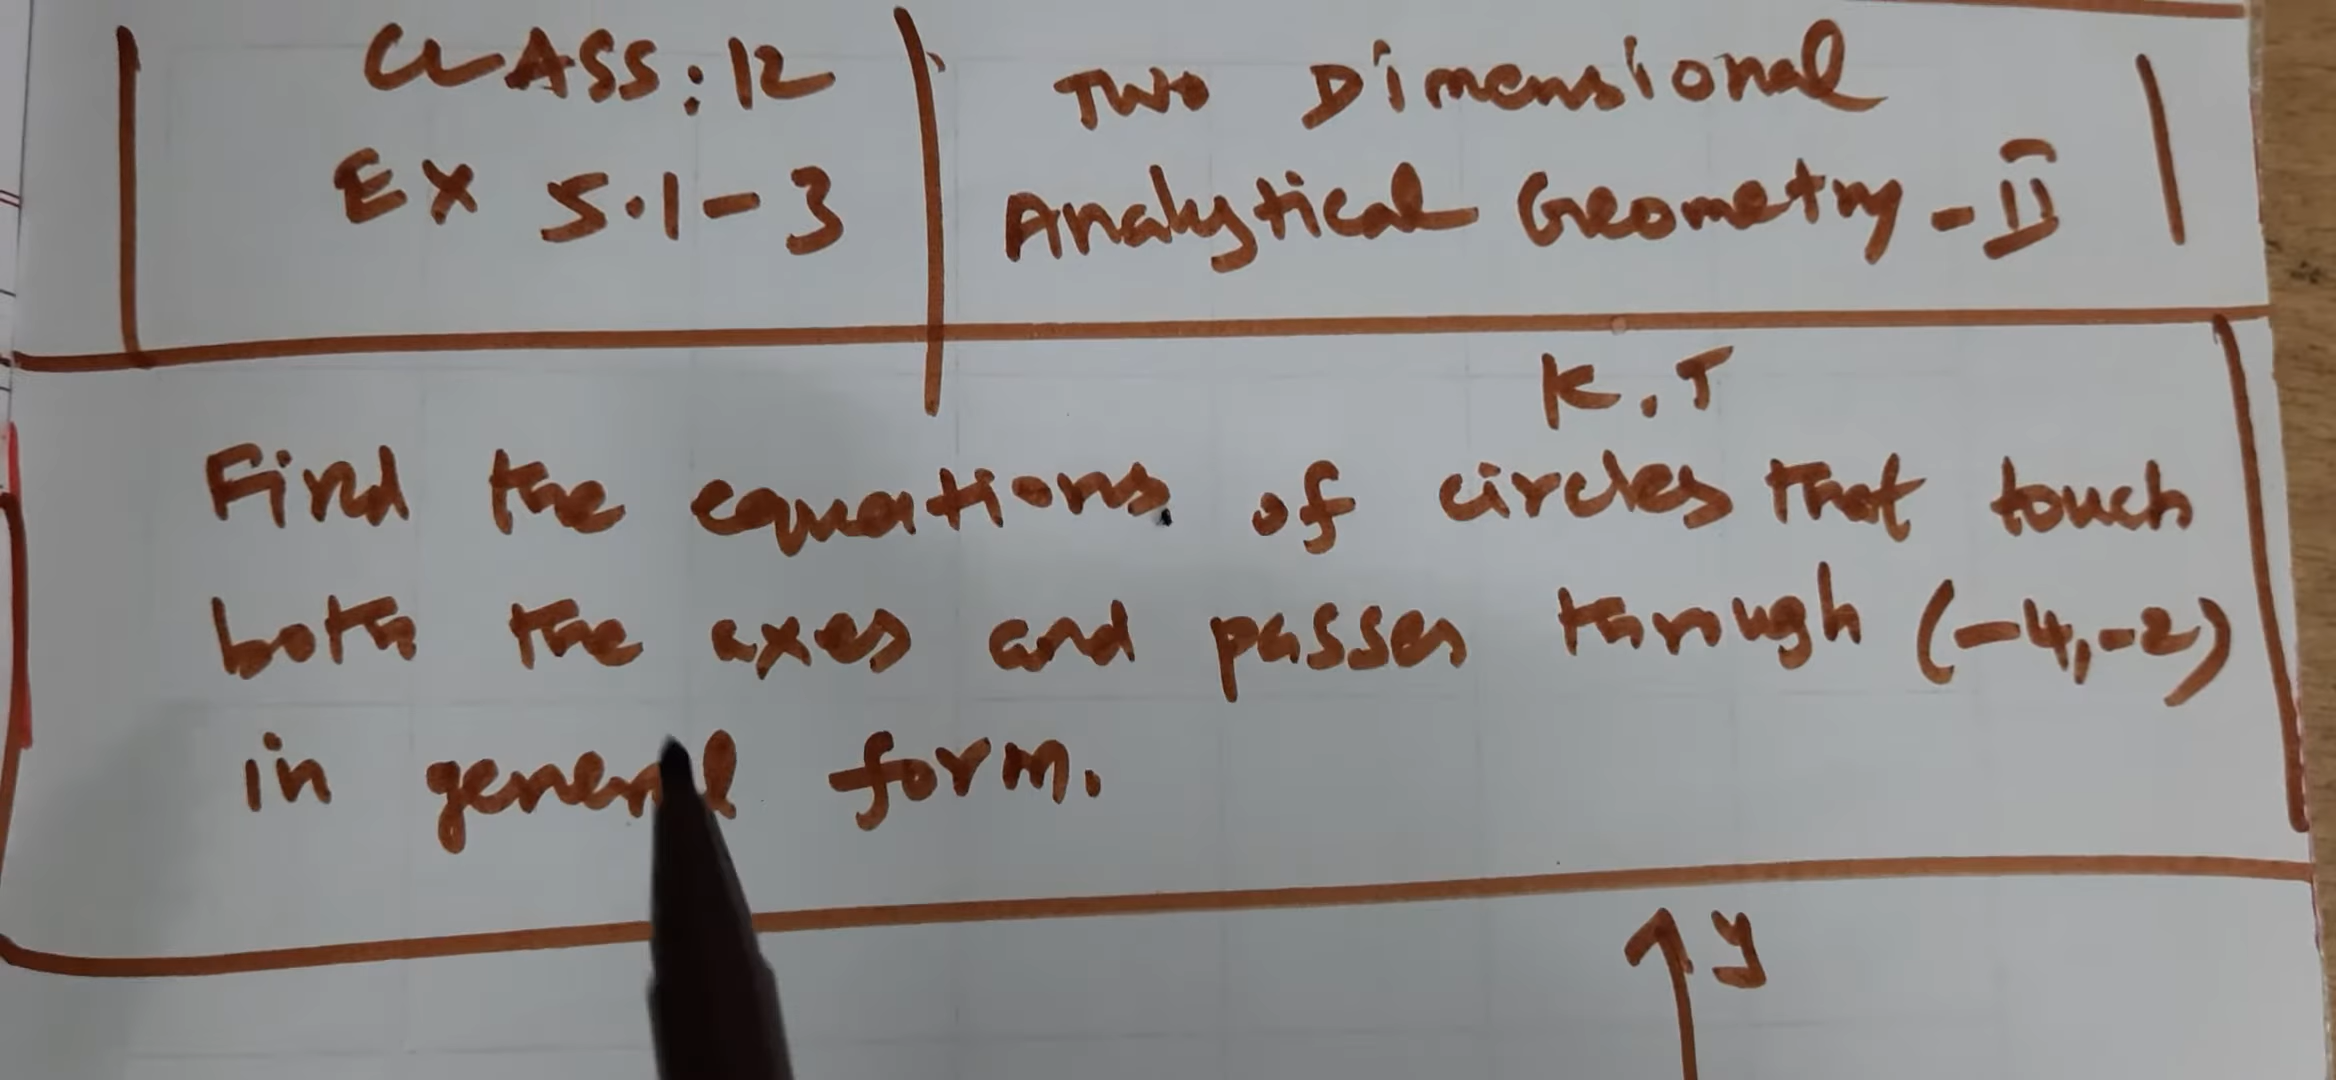 CLASS: 12
EX 5.1-3
Two Dimensional
Analytical Geometry - II
K.T
Find the equations of circles that touch
both the axes and passes through (-4,-2)
in general form.
y